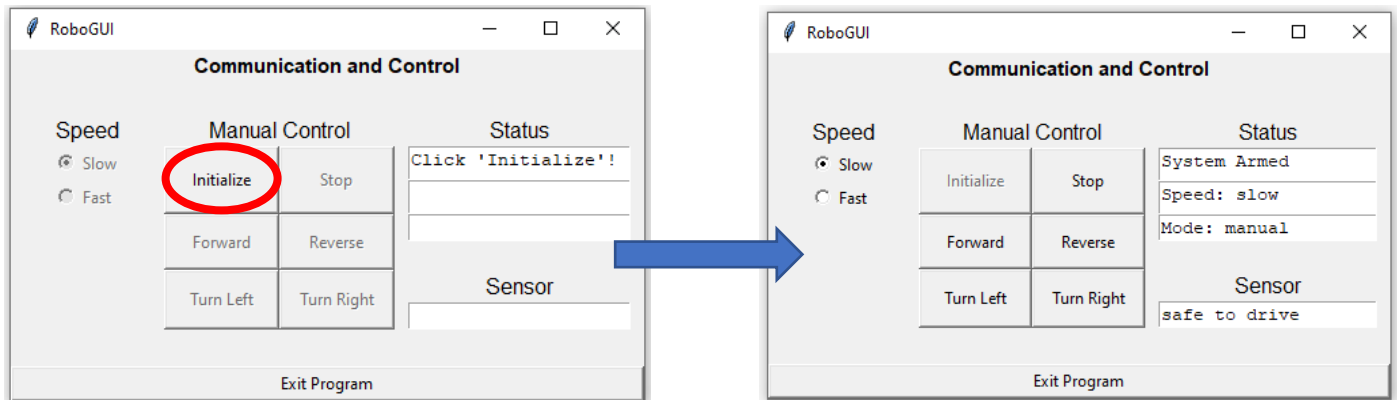 RoboGUI
Communication and Control
Speed
Manual Control
Status
Slow
Fast
Initialize
Stop
Forward
Reverse
Turn Left
Turn Right
Click 'Initialize'!
Sensor
Exit Program
RoboGUI
Communication and Control
Speed
Manual Control
Status
Slow
Fast
Initialize
Stop
Forward
Reverse
Turn Left
Turn Right
System Armed
Speed: slow
Mode: manual
Sensor
safe to drive
Exit Program